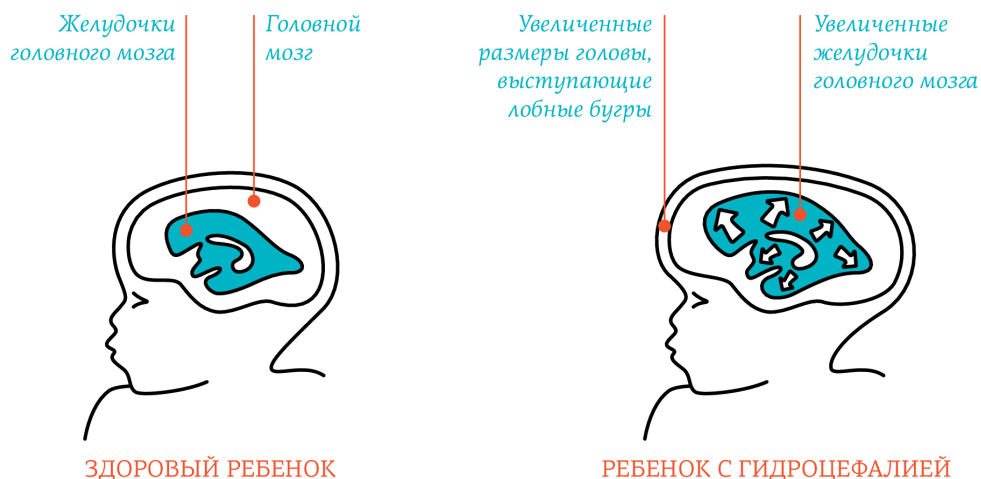 Желудочки
головного мозга
Головной
мозг
Увеличенные
размеры головы,
выступающие
лобные бугры
Увеличенные
желудочки
головного мозга
ЗДОРОВЫЙ РЕБЕНОК
РЕБЕНОК С ГИДРОЦЕФАЛИЕЙ